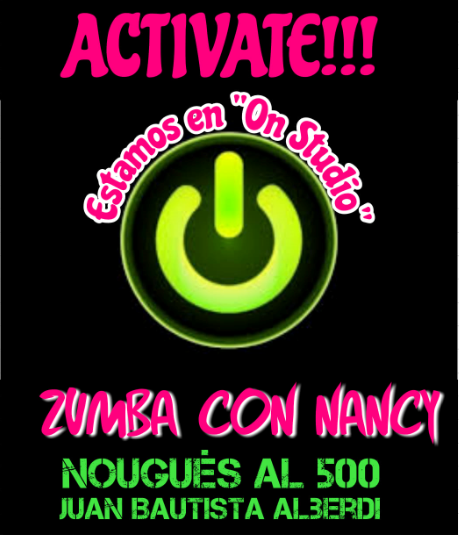 ACTIVATE!!!
Estamos en "On Studio"
ZUMBA CON NANCY
NOUGUÉS AL 500
JUAN BAUTISTA ALBERDI